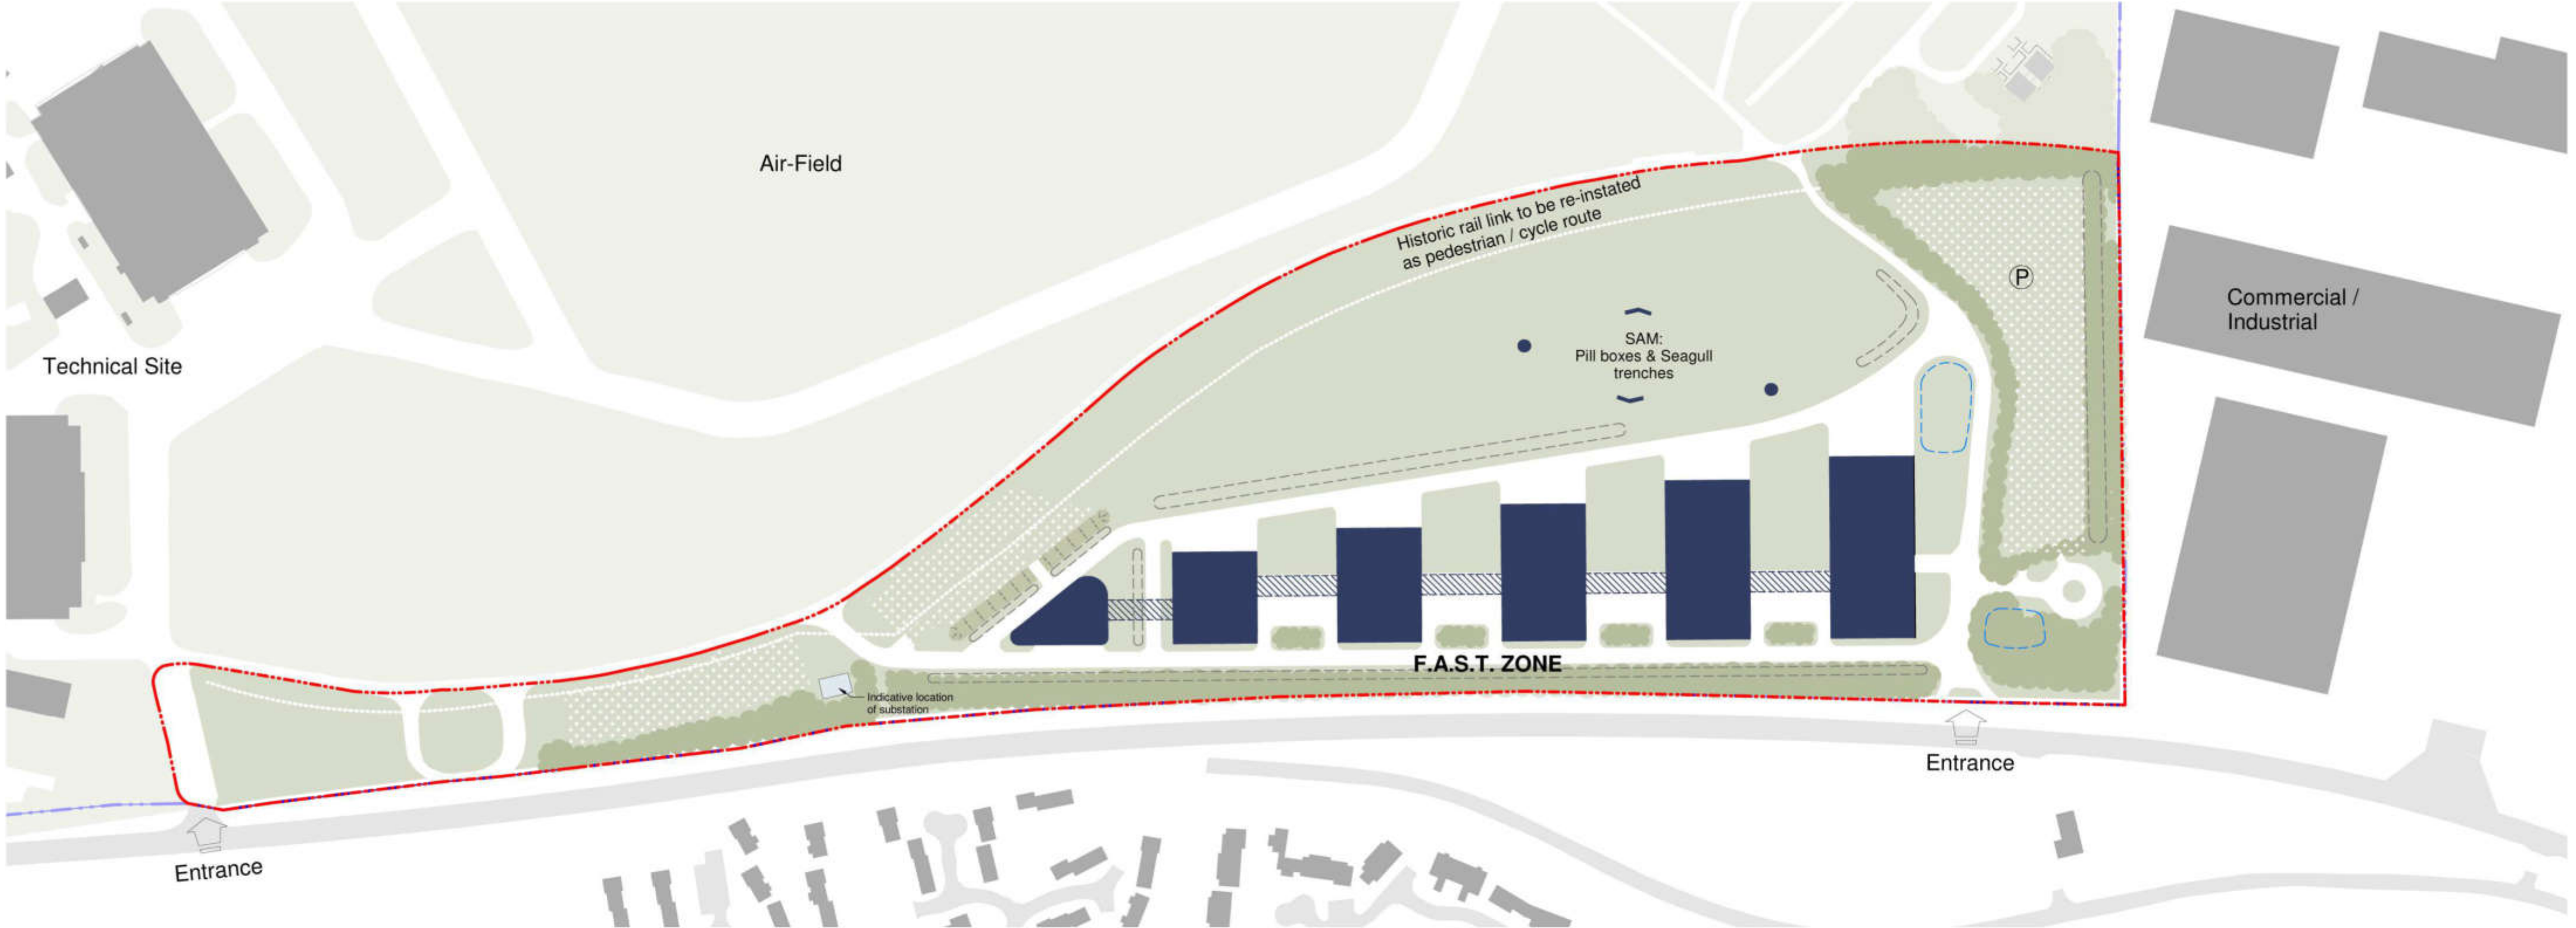 Air-Field
Historic rail link to be re-instated
as pedestrian / cycle route
P
Commercial /
Industrial
SAM:
Pill boxes & Seagull
trenches
Technical Site
F.A.S.T. ZONE
Indicative location
of substation
Entrance
Entrance